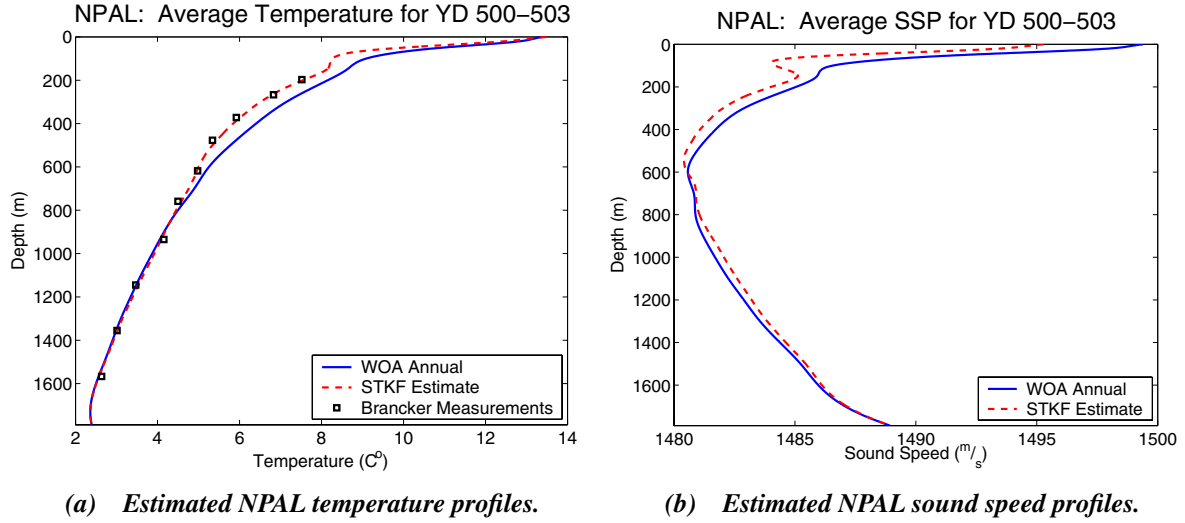 NPAL: Average Temperature for YD 500–503
0
200
400
600
800
1000
1200
1400
1600
Depth (m)
2
4
6
8
10
12
14
Temperature (C°)
WOA Annual
STKF Estimate
Brancker Measurements
(a) Estimated NPAL temperature profiles.
NPAL: Average SSP for YD 500–503
0
200
400
600
800
1000
1200
1400
1600
Depth (m)
1480
1485
1490
1495
1500
Sound Speed (m/s)
WOA Annual
STKF Estimate
(b) Estimated NPAL sound speed profiles.